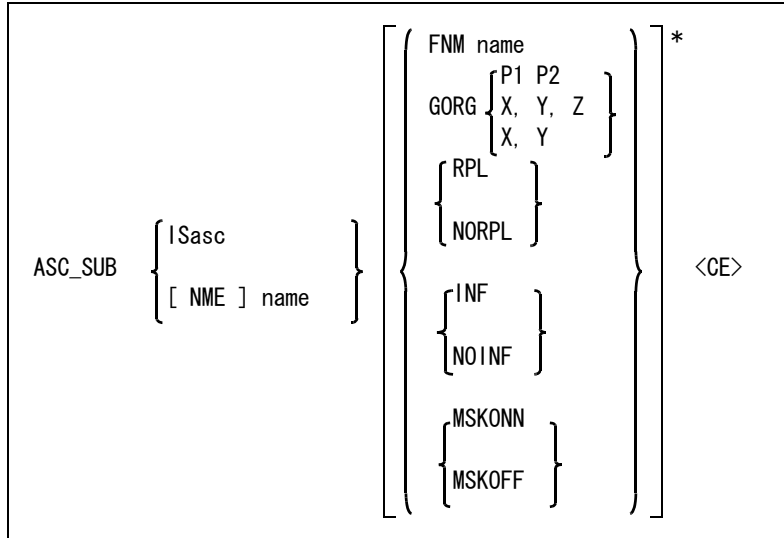 FNM name
*
P1 P2
GORG X, Y, Z
X, Y
RPL
NORPL
ISasc
ASC_SUB
<CE>
[ NME ] name
INF
NOINF
MSKONN
MSKOFF